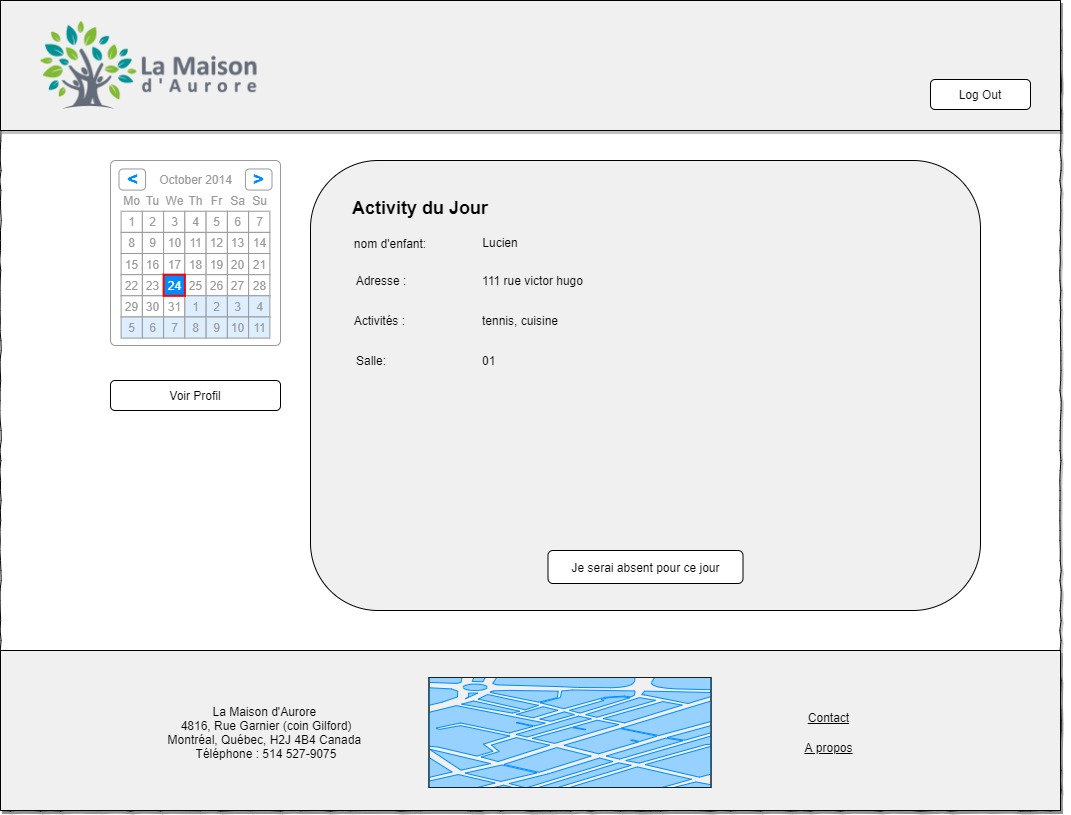 La Maison
d'Aurore
Log Out
< October 2014 >
Mo Tu We Th Fr Sa Su
1 2 3 4 5 6 7
8 9 10 11 12 13 14
15 16 17 18 19 20 21
22 23 24 25 26 27 28
29 30 31 1 2 3 4
5 6 7 8 9 10 11
Voir Profil
Activity du Jour
nom d'enfant: Lucien
Adresse : 111 rue victor hugo
Activités : tennis, cuisine
Salle: 01
Je serai absent pour ce jour
La Maison d'Aurore
4816, Rue Garnier (coin Gilford)
Montréal, Québec, H2J 4B4 Canada
Téléphone : 514 527-9075
Contact
A propos